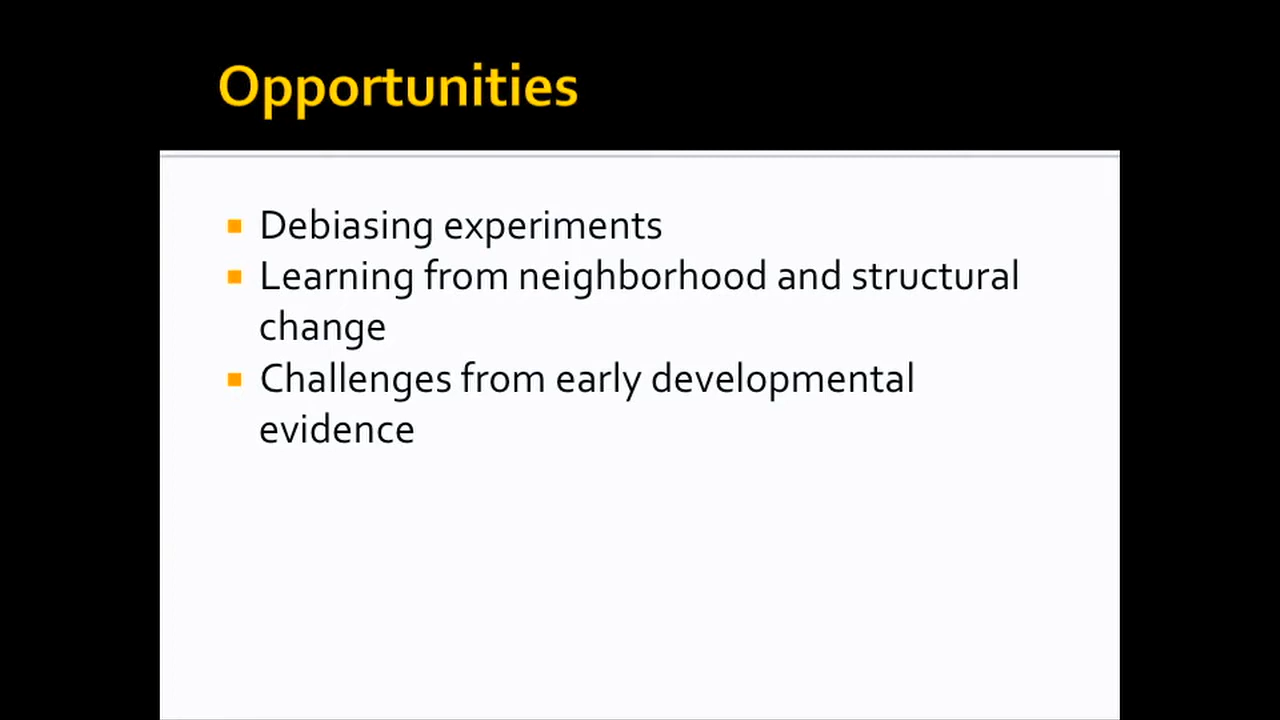 Opportunities
Debiasing experiments
Learning from neighborhood and structural
change
Challenges from early developmental
evidence